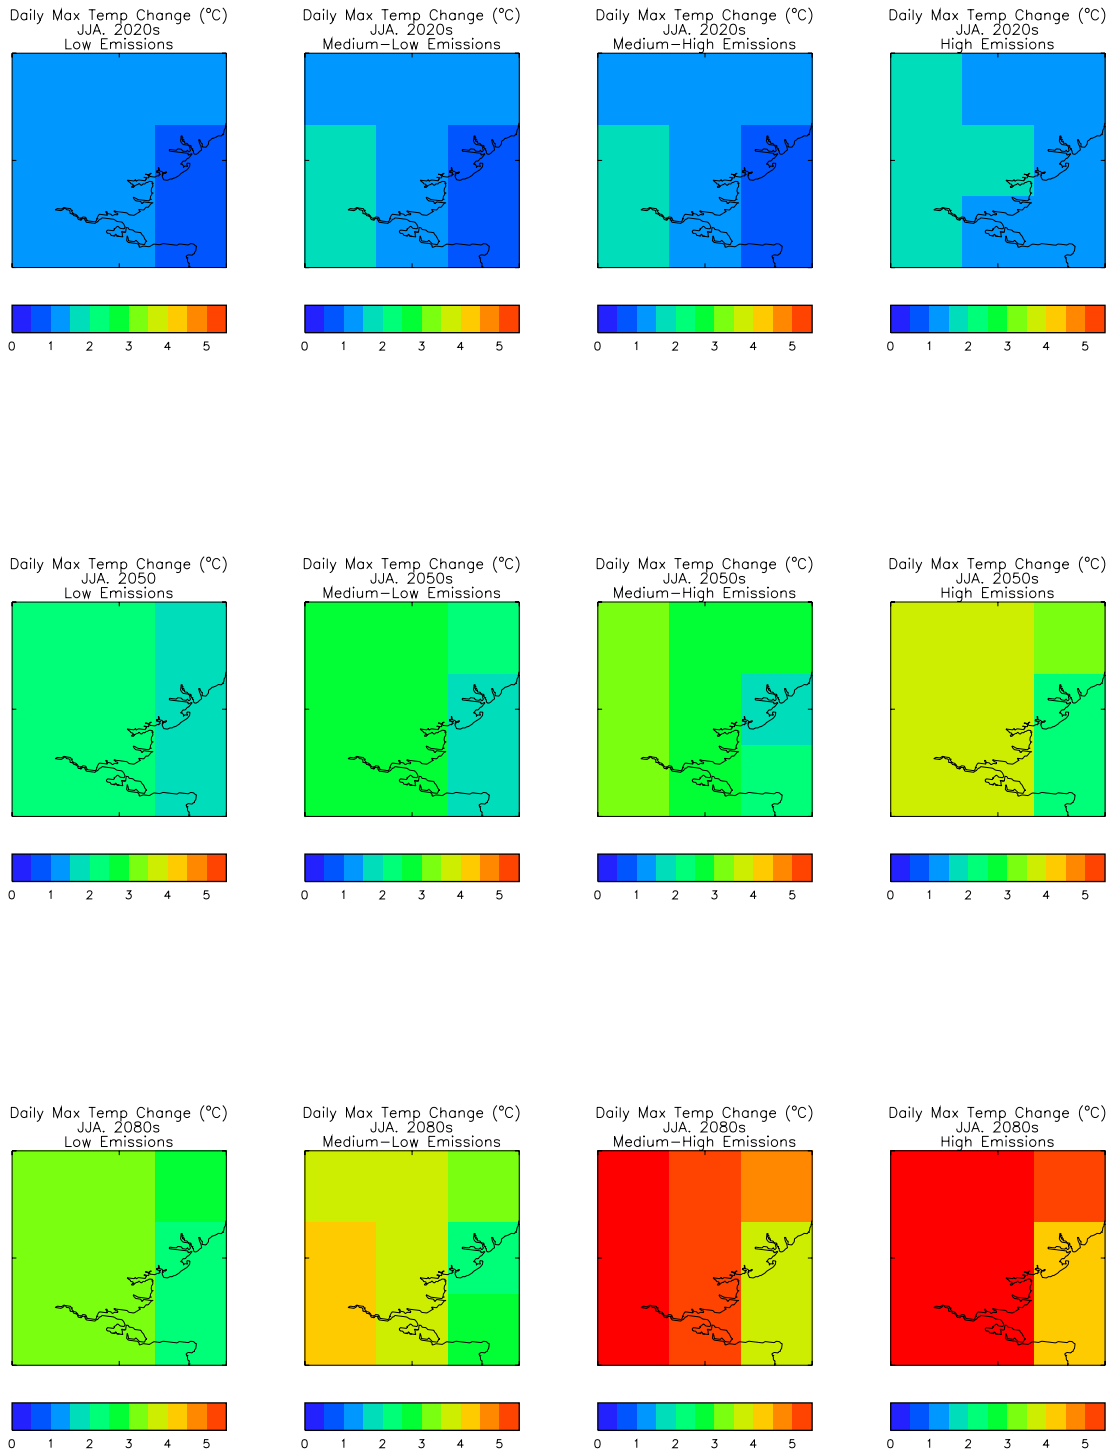 Daily Max Temp Change (°C)
JJA. 2020s
Low Emissions
0 1 2 3 4 5
Daily Max Temp Change (°C)
JJA. 2020s
Medium-Low Emissions
0 1 2 3 4 5
Daily Max Temp Change (°C)
JJA. 2020s
Medium-High Emissions
0 1 2 3 4 5
Daily Max Temp Change (°C)
JJA. 2020s
High Emissions
0 1 2 3 4 5
Daily Max Temp Change (°C)
JJA. 2050
Low Emissions
0 1 2 3 4 5
Daily Max Temp Change (°C)
JJA. 2050s
Medium-Low Emissions
0 1 2 3 4 5
Daily Max Temp Change (°C)
JJA. 2050s
Medium-High Emissions
0 1 2 3 4 5
Daily Max Temp Change (°C)
JJA. 2050s
High Emissions
0 1 2 3 4 5
Daily Max Temp Change (°C)
JJA. 2080s
Low Emissions
0 1 2 3 4 5
Daily Max Temp Change (°C)
JJA. 2080s
Medium-Low Emissions
0 1 2 3 4 5
Daily Max Temp Change (°C)
JJA. 2080s
Medium-High Emissions
0 1 2 3 4 5
Daily Max Temp Change (°C)
JJA. 2080s
High Emissions
0 1 2 3 4 5